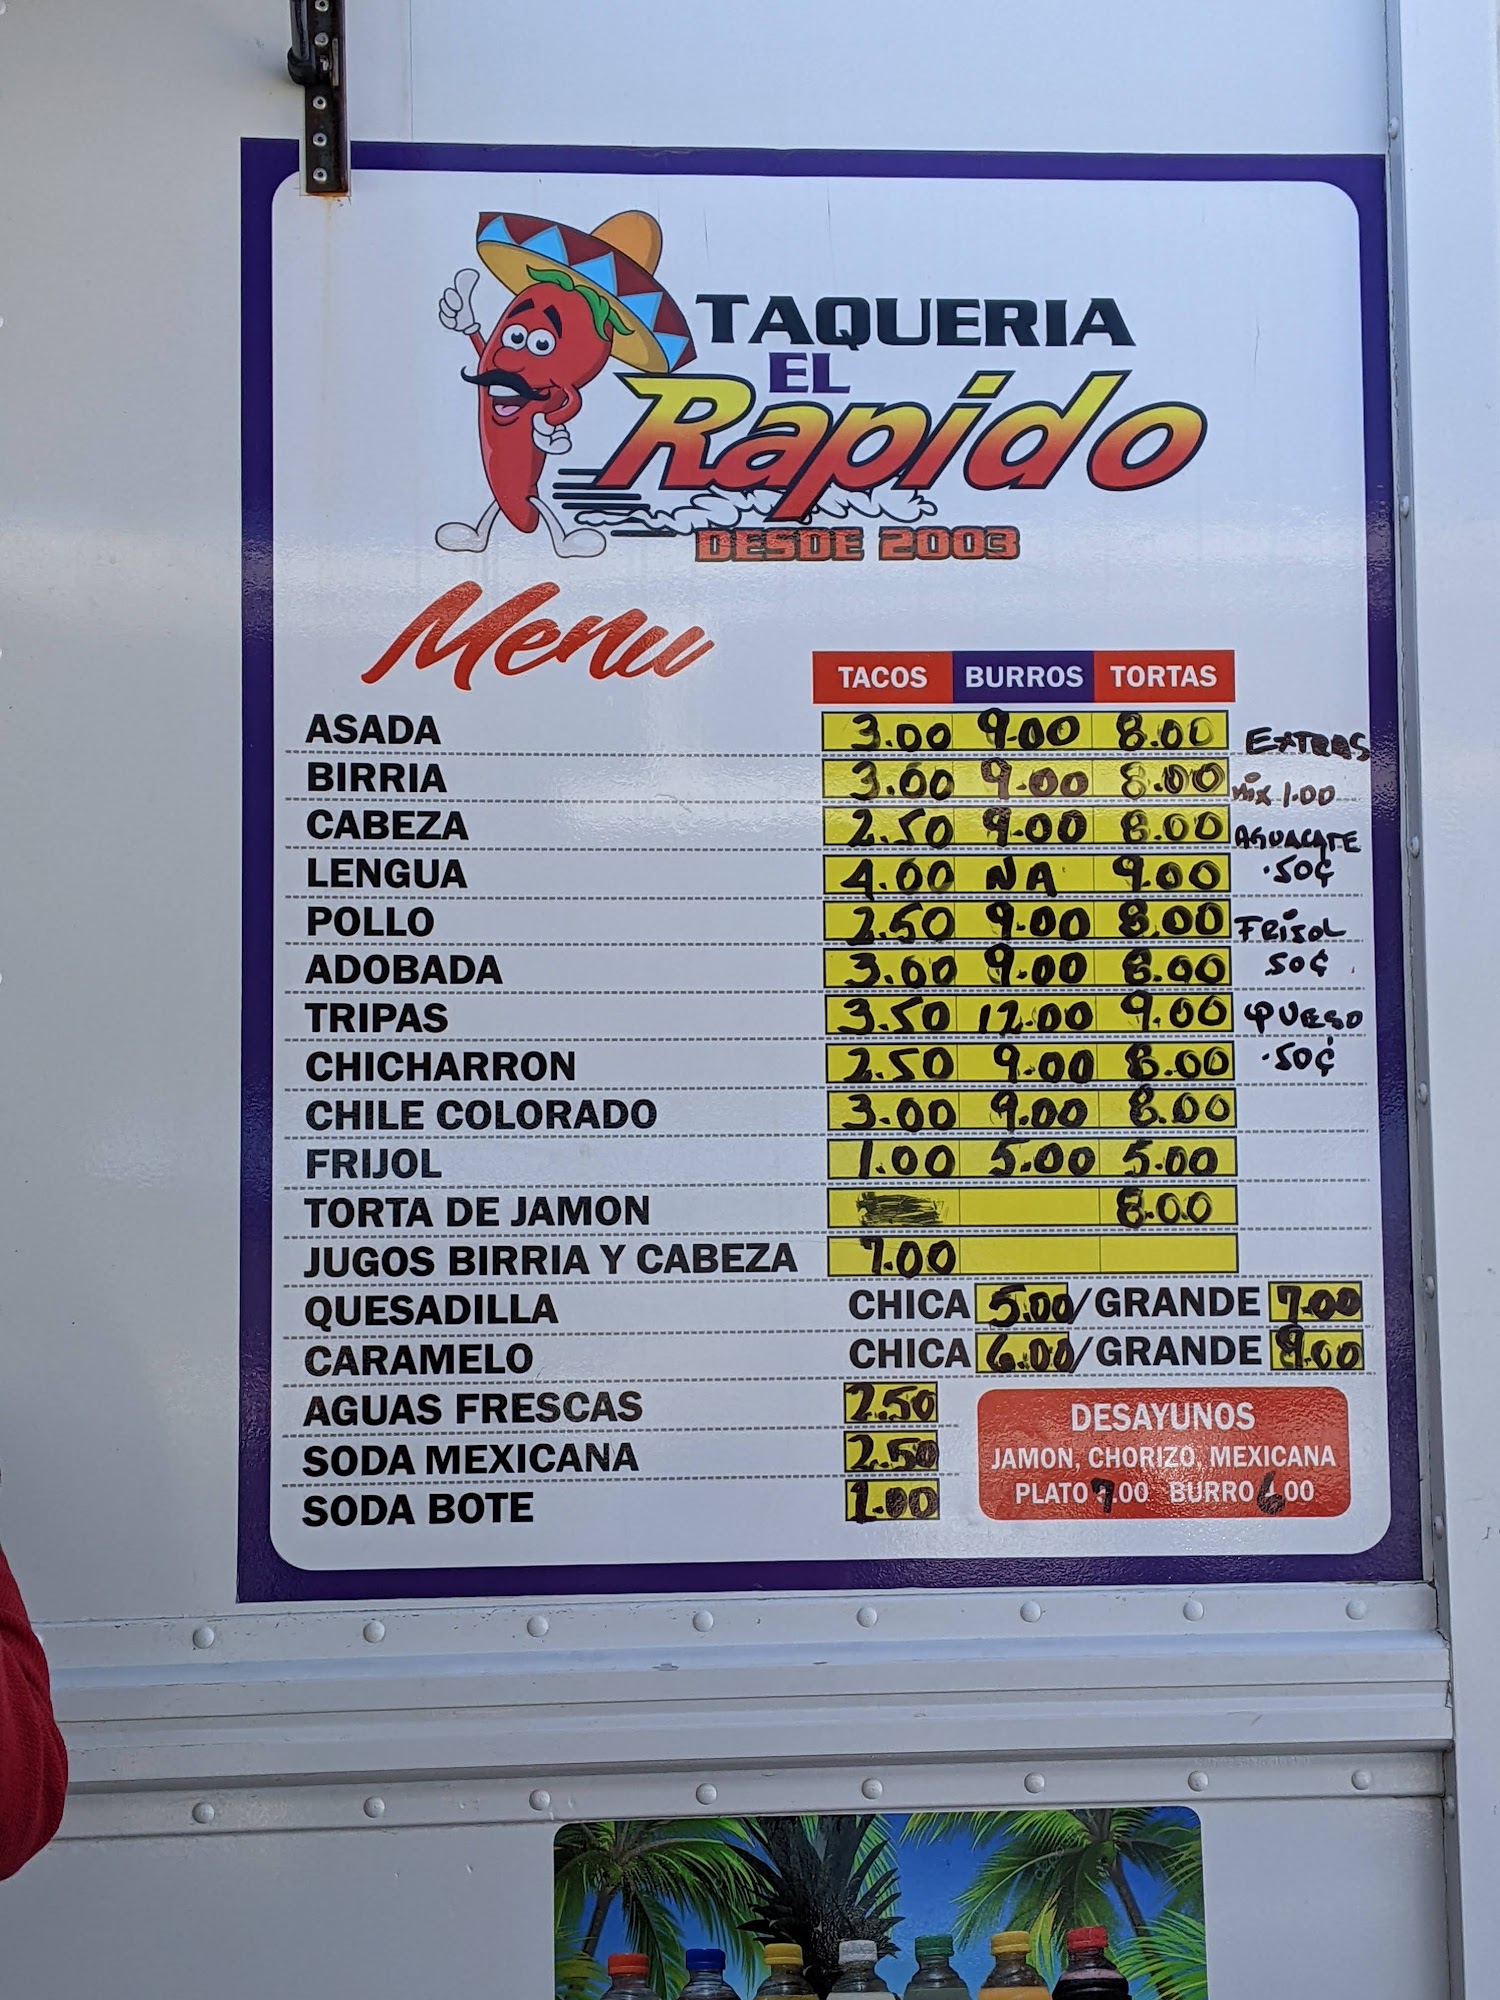 TAQUERIA
EL
Rapido
DESDE 2003
Menu
TACOS BURROS TORTAS
ASADA 3.00 9.00 8.00 EXTRAS
BIRRIA 3.00 9.00 8.00 Mix 1.00
CABEZA 2.50 9.00 8.00 AGUACATE
LENGUA 4.00 NA 9.00 .50¢
POLLO 2.50 9.00 8.00 FRISOL
ADOBADA 3.00 9.00 8.00 50¢
TRIPAS 3.50 12.00 9.00 QUESO
CHICHARRON 2.50 9.00 8.00 .50¢
CHILE COLORADO 3.00 9.00 8.00
FRIJOL 1.00 5.00 5.00
TORTA DE JAMON 8.00
JUGOS BIRRIA Y CABEZA 7.00
QUESADILLA CHICA 5.00/GRANDE 7.00
CARAMELO CHICA 6.00/GRANDE 9.00
AGUAS FRESCAS 2.50
SODA MEXICANA 2.50
SODA BOTE 1.00
DESAYUNOS
JAMON, CHORIZO, MEXICANA
PLATO 7.00 BURRO 6.00